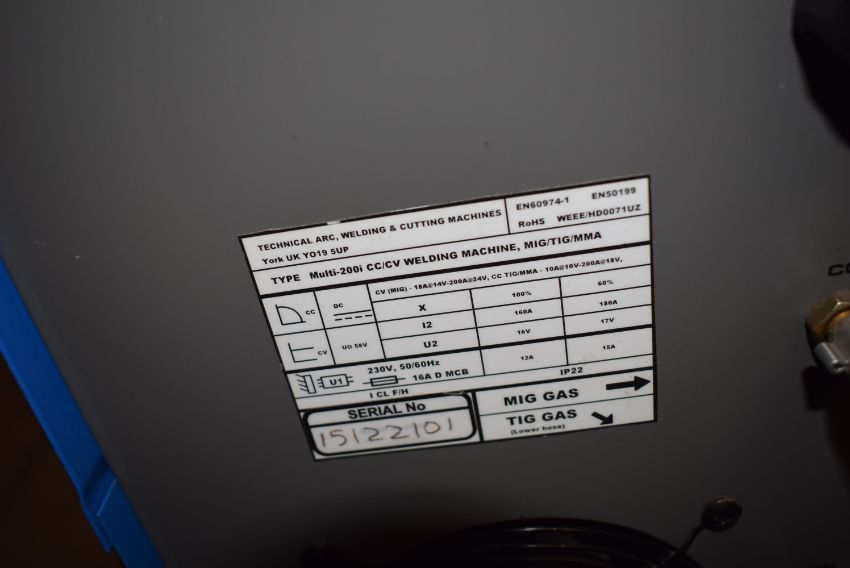 TECHNICAL ARC, WELDING & CUTTING MACHINES
York UK YO19 5UP
EN60974-1 EN50199
RoHS WEEE/HD0071UZ
TYPE Multi-200i CC/CV WELDING MACHINE, MIG/TIG/MMA
CV (MIG) - 15A@14V-200A@24V, CC TIG/MMA - 10A@10V-200A@18V,
CC DC
X 100% 60%
I2 160A 180A
CV UO 58V
U2 16V 17V
U1 230V, 50/60Hz
16A D MCB
12A 15A
I CL F/H
IP22
SERIAL No
15122101
MIG GAS
TIG GAS
(Lower hose)